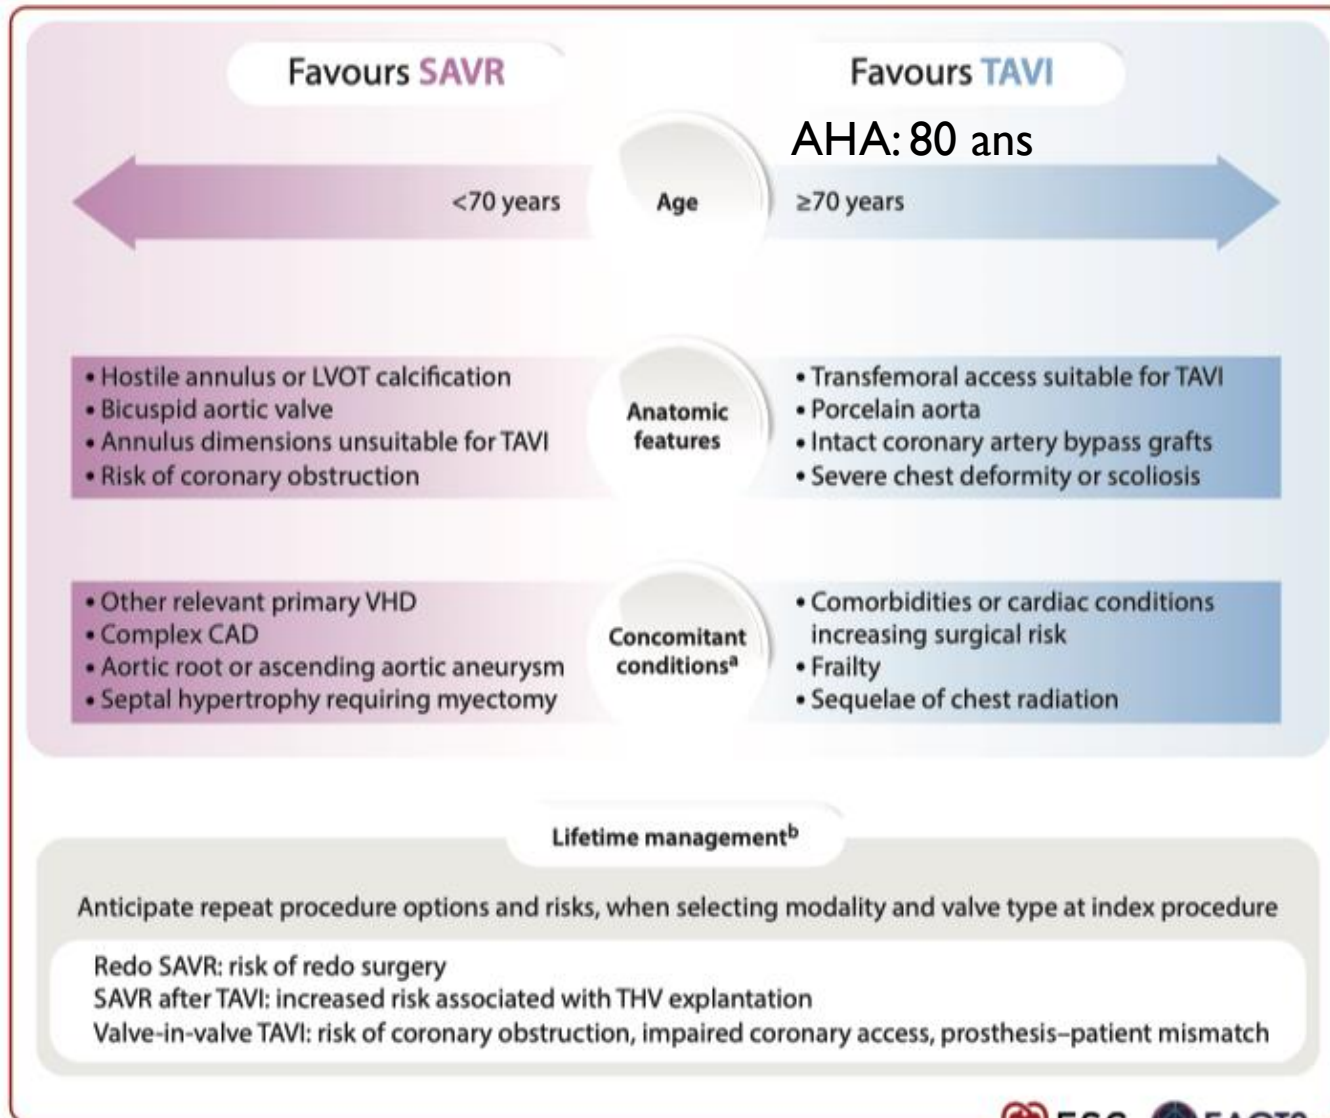 Favours SAVR
Favours TAVI
AHA: 80 ans
<70 years
Age
≥70 years
• Hostile annulus or LVOT calcification
• Bicuspid aortic valve
• Annulus dimensions unsuitable for TAVI
• Risk of coronary obstruction
Anatomic
features
• Transfemoral access suitable for TAVI
• Porcelain aorta
• Intact coronary artery bypass grafts
• Severe chest deformity or scoliosis
• Other relevant primary VHD
• Complex CAD
• Aortic root or ascending aortic aneurysm
• Septal hypertrophy requiring myectomy
Concomitant
conditionsᵃ
• Comorbidities or cardiac conditions
increasing surgical risk
• Frailty
• Sequelae of chest radiation
Lifetime managementᵇ
Anticipate repeat procedure options and risks, when selecting modality and valve type at index procedure
Redo SAVR: risk of redo surgery
SAVR after TAVI: increased risk associated with THV explantation
Valve-in-valve TAVI: risk of coronary obstruction, impaired coronary access, prosthesis–patient mismatch